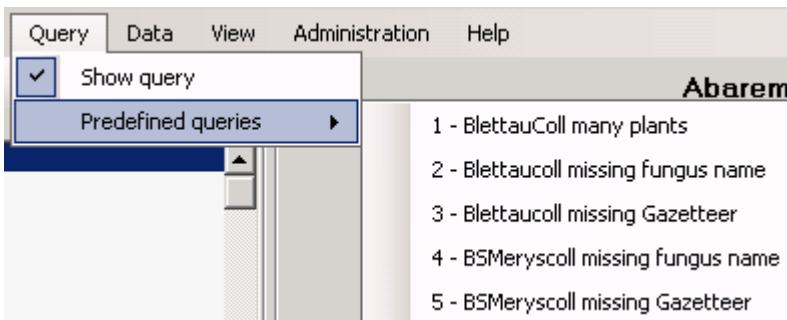 Query Data View Administration Help
Show query
Abarem
Predefined queries
1 - BlettauColl many plants
2 - Blettaucoll missing fungus name
3 - Blettaucoll missing Gazetteer
4 - BSMeryscoll missing fungus name
5 - BSMeryscoll missing Gazetteer